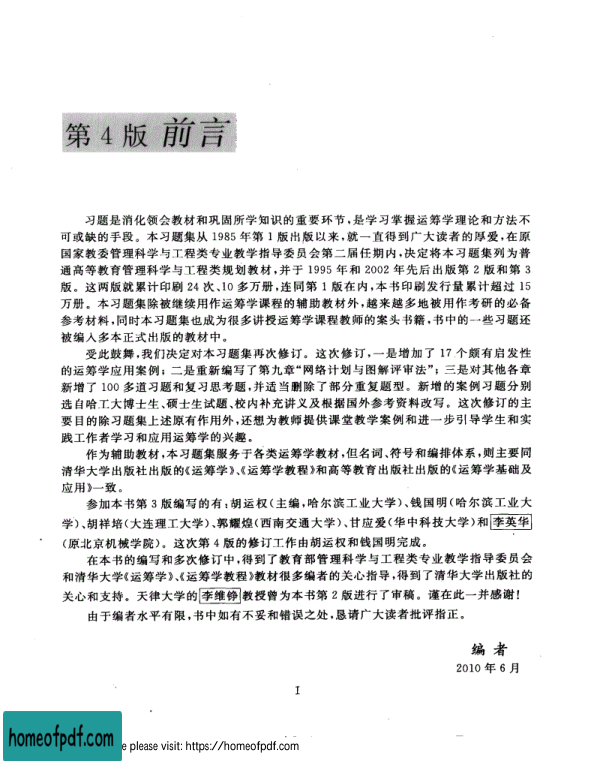 第 4 版 前言
习题是消化领会教材和巩固所学知识的重要环节,是学习掌握运筹学理论和方法不
可或缺的手段。本习题集从 1985 年第 1 版出版以来,就一直得到广大读者的厚爱,在原
国家教委管理科学与工程类专业教学指导委员会第二届任期内,决定将本习题集列为普
通高等教育管理科学与工程类规划教材,并于 1995 年和 2002 年先后出版第 2 版和第 3
版。这两版就累计印刷 24 次、10 多万册,连同第 1 版在内,本书印刷发行量累计超过 15
万册。本习题集除被继续用作运筹学课程的辅助教材外,越来越多地被用作考研的必备
参考材料,同时本习题集也成为很多讲授运筹学课程教师的案头书籍,书中的一些习题还
被编入多本正式出版的教材中。
受此鼓舞,我们决定对本习题集再次修订。这次修订,一是增加了 17 个颇有启发性
的运筹学应用案例;二是重新编写了第九章“网络计划与图解评审法”;三是对其他各章
新增了 100 多道习题和复习思考题,并适当删除了部分重复题型。新增的案例习题分别
选自哈工大博士生、硕士生试题、校内补充讲义及根据国外参考资料改写。这次修订的主
要目的除习题集上述原有作用外,还想为教师提供课堂教学案例和进一步引导学生和实
践工作者学习和应用运筹学的兴趣。
作为辅助教材,本习题集服务于各类运筹学教材,但名词、符号和编排体系,则主要同
清华大学出版社出版的《运筹学》、《运筹学教程》和高等教育出版社出版的《运筹学基础及
应用》一致。
参加本书第 3 版编写的有:胡运权(主编,哈尔滨工业大学)、钱国明(哈尔滨工业大
学)、胡祥培(大连理工大学)、郭耀煌(西南交通大学)、甘应爱(华中科技大学)和李英华
(原北京机械学院)。这次第 4 版的修订工作由胡运权和钱国明完成。
在本书的编写和多次修订中,得到了教育部管理科学与工程类专业教学指导委员会
和清华大学《运筹学》、《运筹学教程》教材很多编者的关心指导,得到了清华大学出版社的
关心和支持。天律大学的李维铮教授曾为本书第 2 版进行了审稿。谨在此一并感谢!
由于编者水平有限,书中如有不妥和错误之处,恳请广大读者批评指正。
编 者
2010 年 6 月
I
homeofpdf.com
e please visit: https://homeofpdf.com